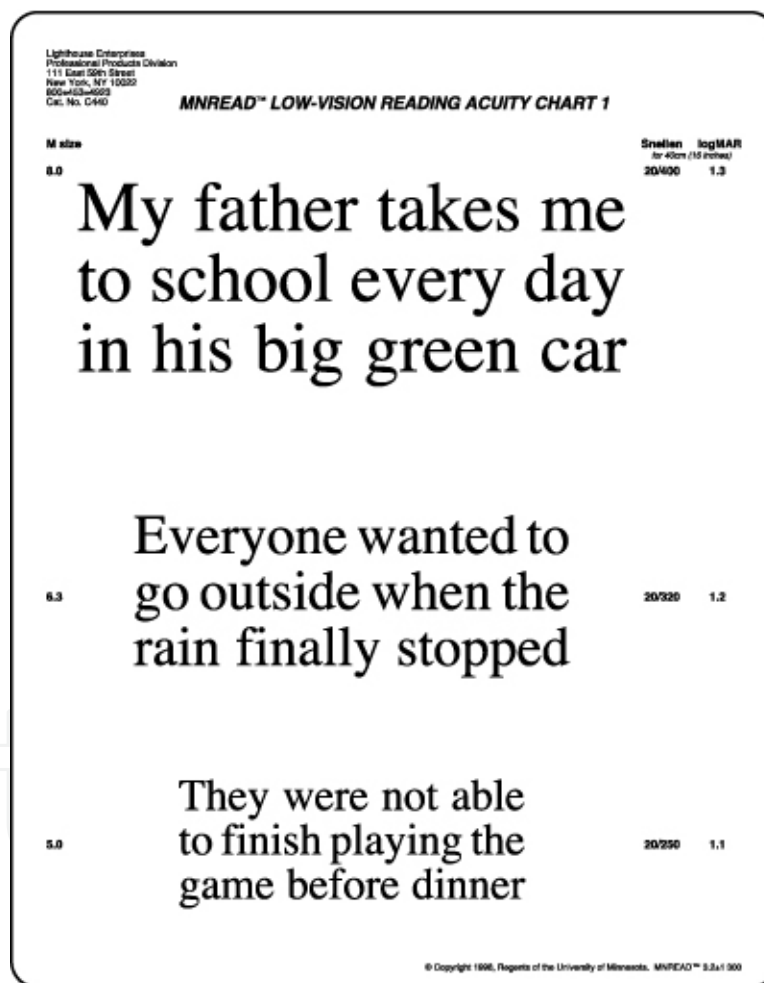 Lighthouse Enterprises
Professional Products Division
111 East 59th Street
New York, NY 10022
Cat. No. C440
MNREAD™ LOW-VISION READING ACUITY CHART 1
M size
Snellen logMAR
for 40cm (16 inches)
8.0
20/400 1.3
My father takes me
to school every day
in his big green car
Everyone wanted to
6.3 go outside when the 20/320 1.2
rain finally stopped
They were not able
5.0 to finish playing the 20/250 1.1
game before dinner
© Copyright 1998, Regents of the University of Minnesota. MNREAD™